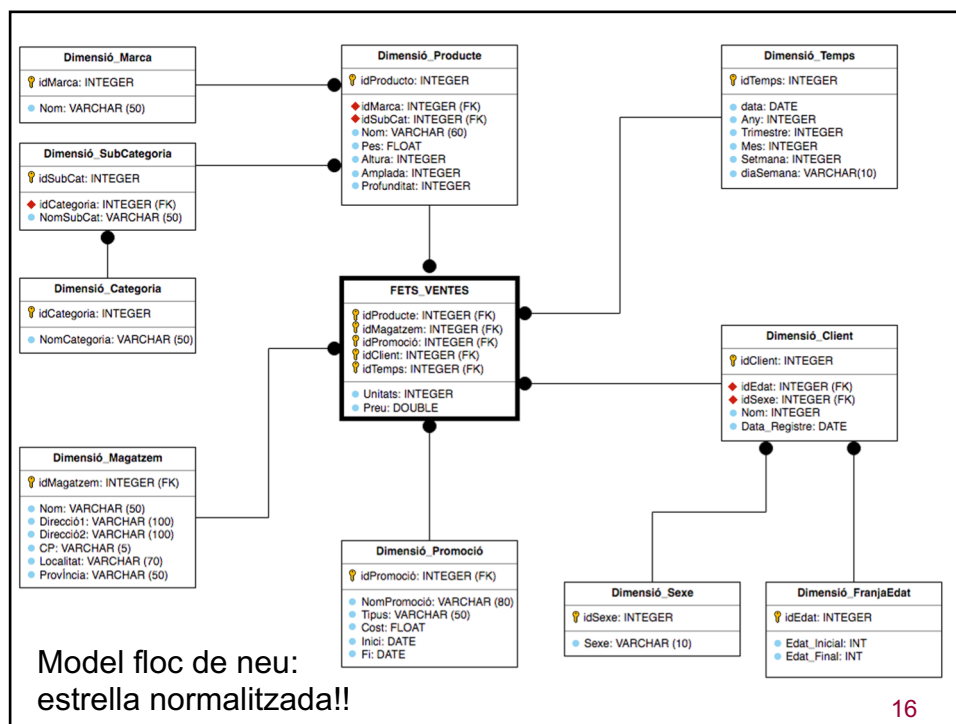 Dimensió_Marca
idMarca: INTEGER
Nom: VARCHAR (50)
Dimensió_Producte
idProducto: INTEGER
idMarca: INTEGER (FK)
idSubCat: INTEGER (FK)
Nom: VARCHAR (60)
Pes: FLOAT
Altura: INTEGER
Amplada: INTEGER
Profunditat: INTEGER
Dimensió_Temps
idTemps: INTEGER
data: DATE
Any: INTEGER
Trimestre: INTEGER
Mes: INTEGER
Setmana: INTEGER
diaSemana: VARCHAR(10)
Dimensió_SubCategoria
idSubCat: INTEGER
idCategoria: INTEGER (FK)
NomSubCat: VARCHAR (50)
Dimensió_Categoria
idCategoria: INTEGER
NomCategoria: VARCHAR (50)
FETS_VENTES
idProducte: INTEGER (FK)
idMagatzem: INTEGER (FK)
idPromoció: INTEGER (FK)
idClient: INTEGER (FK)
idTemps: INTEGER (FK)
Unitats: INTEGER
Preu: DOUBLE
Dimensió_Client
idClient: INTEGER
idEdat: INTEGER (FK)
idSexe: INTEGER (FK)
Nom: INTEGER
Data_Registre: DATE
Dimensió_Magatzem
idMagatzem: INTEGER (FK)
Nom: VARCHAR (50)
Direcció1: VARCHAR (100)
Direcció2: VARCHAR (100)
CP: VARCHAR (5)
Localitat: VARCHAR (70)
ProvÍncia: VARCHAR (50)
Dimensió_Promoció
idPromoció: INTEGER (FK)
NomPromoció: VARCHAR (80)
Tipus: VARCHAR (50)
Cost: FLOAT
Inici: DATE
Fi: DATE
Dimensió_Sexe
idSexe: INTEGER
Sexe: VARCHAR (10)
Dimensió_FranjaEdat
idEdat: INTEGER
Edat_Inicial: INT
Edat_Final: INT
Model floc de neu:
estrella normalitzada!!
16